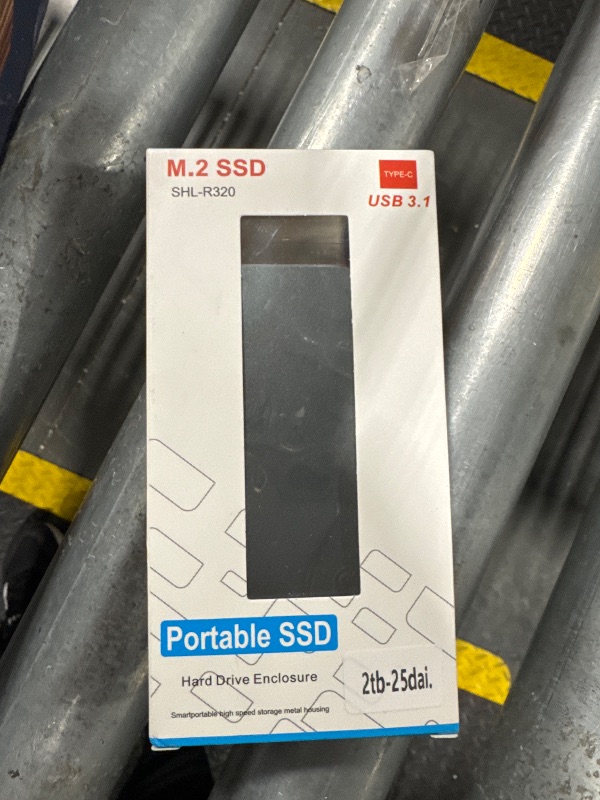 M.2 SSD
SHL-R320
TYPE-C
USB 3.1
Portable SSD
Hard Drive Enclosure
2tb-25dai.
Smartportable high speed storage metal housing